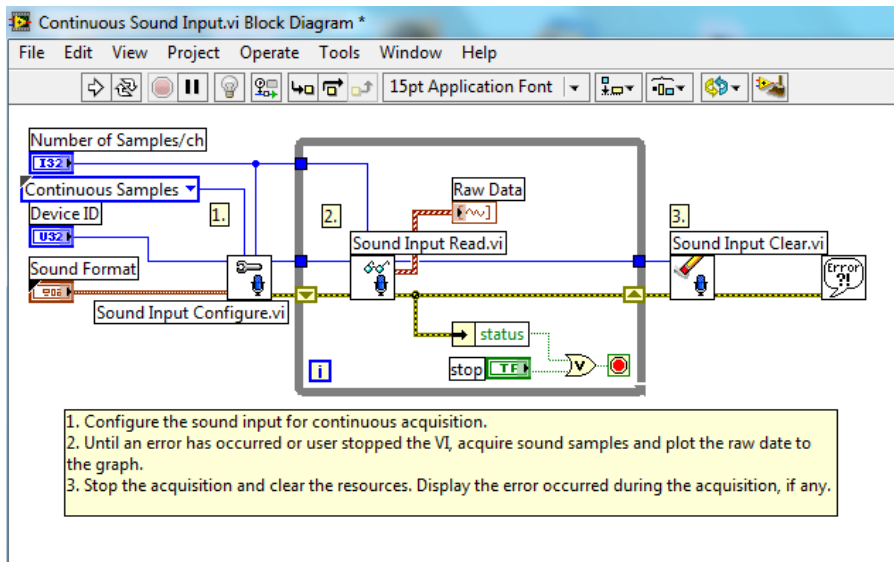 Continuous Sound Input.vi Block Diagram *
File Edit View Project Operate Tools Window Help
15pt Application Font
Number of Samples/ch
I32
Continuous Samples
Device ID
U32
Sound Format
Sound Input Configure.vi
1.
2.
Raw Data
Sound Input Read.vi
status
stop
TF
V
i
3.
Sound Input Clear.vi
Error
?!
1. Configure the sound input for continuous acquisition.
2. Until an error has occurred or user stopped the VI, acquire sound samples and plot the raw date to
the graph.
3. Stop the acquisition and clear the resources. Display the error occurred during the acquisition, if any.